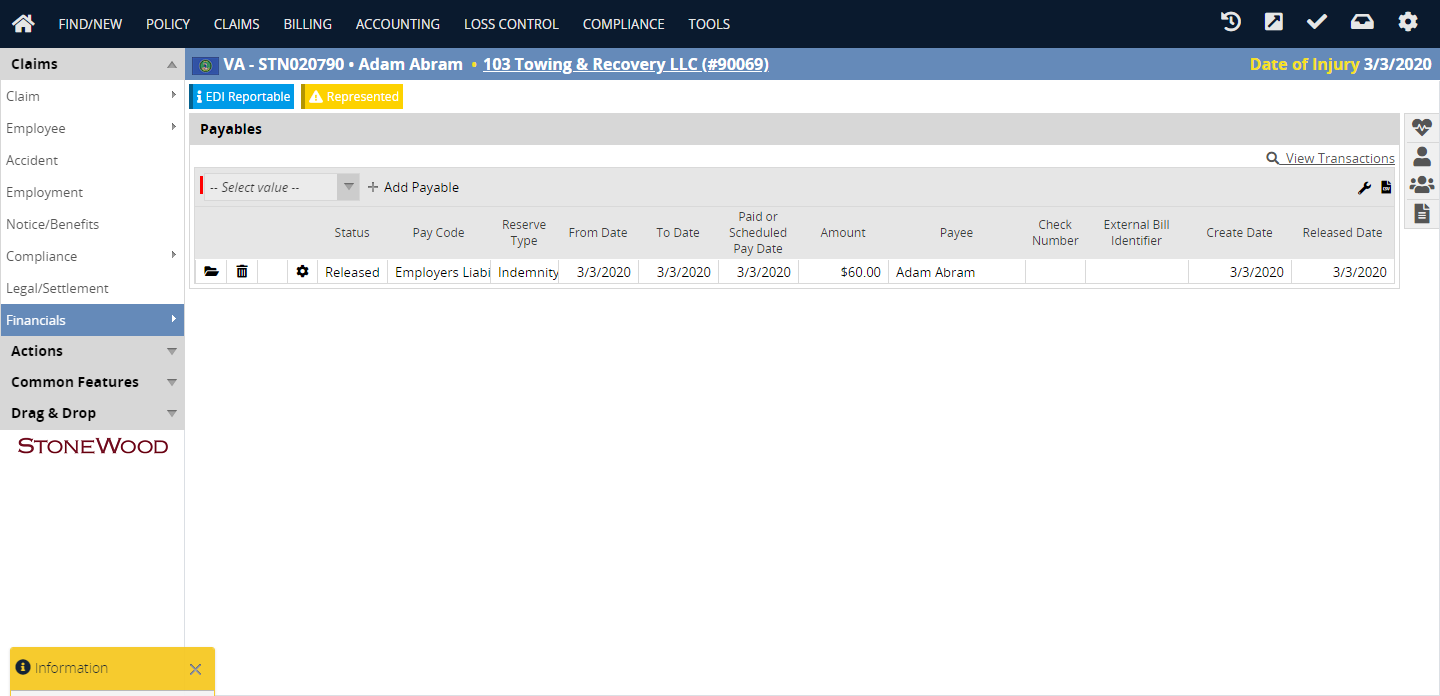 FIND/NEW POLICY CLAIMS BILLING ACCOUNTING LOSS CONTROL COMPLIANCE TOOLS
Claims
VA - STN020790 • Adam Abram • 103 Towing & Recovery LLC (#90069)
Date of Injury 3/3/2020
Claim
Employee
Accident
Employment
Notice/Benefits
Compliance
Legal/Settlement
Financials
Actions
Common Features
Drag & Drop
STONEWOOD
EDI Reportable
Represented
Payables
View Transactions
-- Select value --
Add Payable
Status
Pay Code
Reserve
Type
From Date
To Date
Paid or
Scheduled
Pay Date
Amount
Payee
Check
Number
External Bill
Identifier
Create Date
Released Date
Released Employers Liabi Indemnity 3/3/2020 3/3/2020 3/3/2020 $60.00 Adam Abram 3/3/2020 3/3/2020
Information